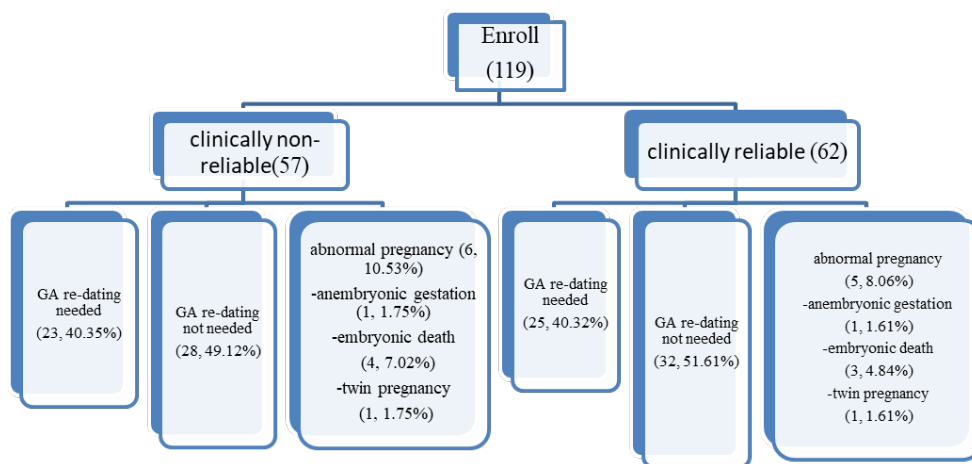 Enroll
(119)
clinically non-
reliable(57)
clinically reliable (62)
GA re-dating
needed
(23, 40.35%)
GA re-dating
not needed
(28, 49.12%)
abnormal pregnancy (6,
10.53%)
-anembryonic gestation
(1, 1.75%)
-embryonic death
(4, 7.02%)
-twin pregnancy
(1, 1.75%)
GA re-dating
needed
(25, 40.32%)
GA re-dating
not needed
(32, 51.61%)
abnormal pregnancy
(5, 8.06%)
-anembryonic gestation
(1, 1.61%)
-embryonic death
(3, 4.84%)
-twin pregnancy
(1, 1.61%)